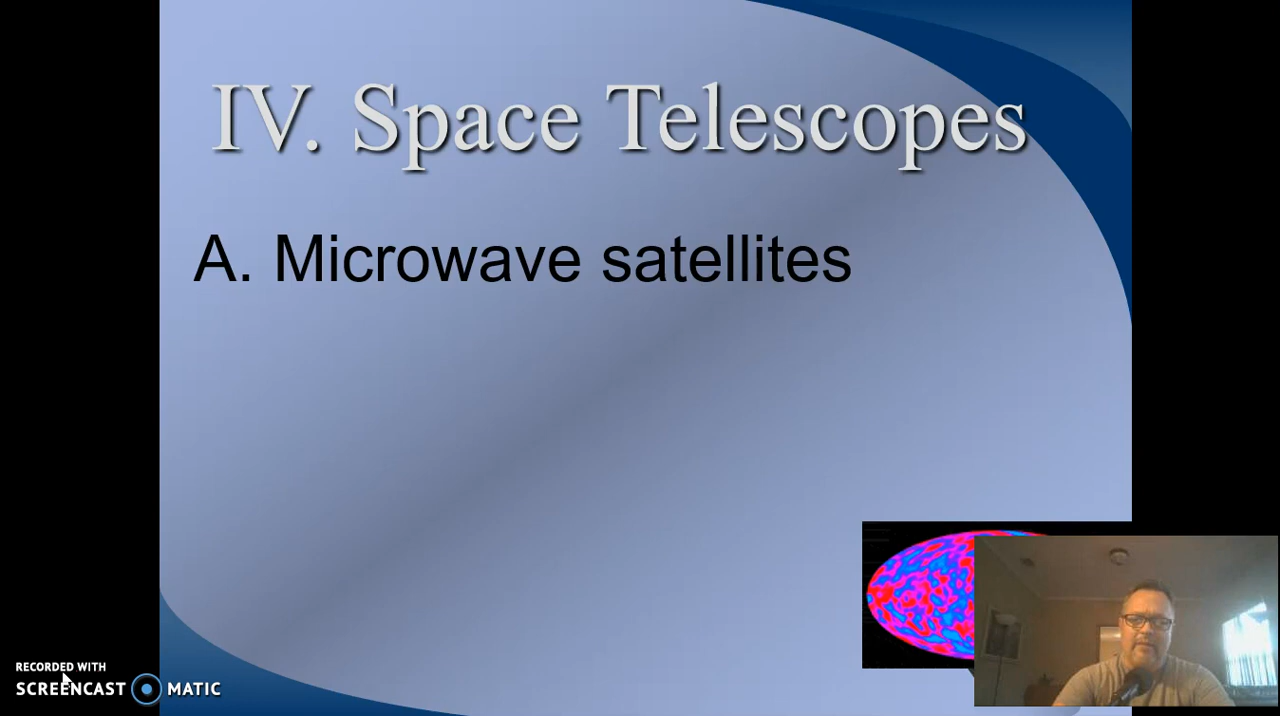 IV. Space Telescopes
A. Microwave satellites
RECORDED WITH
SCREENCAST MATIC